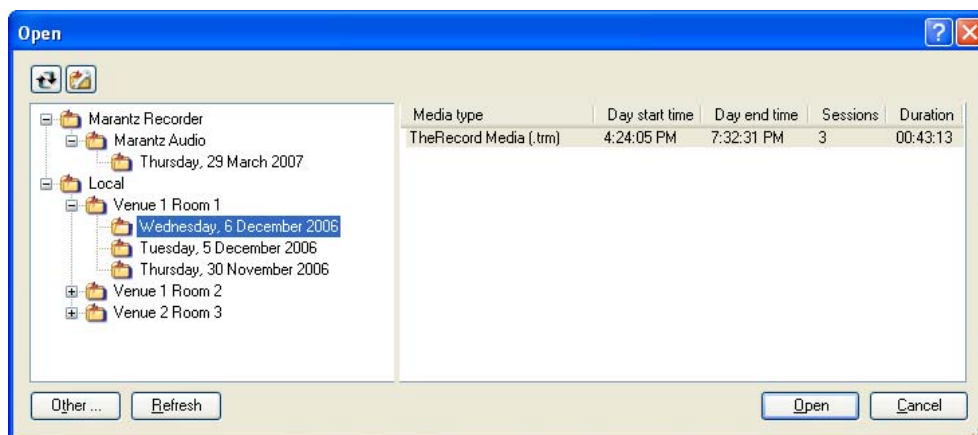 Open
Marantz Recorder
Marantz Audio
Thursday, 29 March 2007
Local
Venue 1 Room 1
Wednesday, 6 December 2006
Tuesday, 5 December 2006
Thursday, 30 November 2006
Venue 1 Room 2
Venue 2 Room 3
Media type Day start time Day end time Sessions Duration
TheRecord Media (.trm) 4:24:05 PM 7:32:31 PM 3 00:43:13
Other ... Refresh Open Cancel